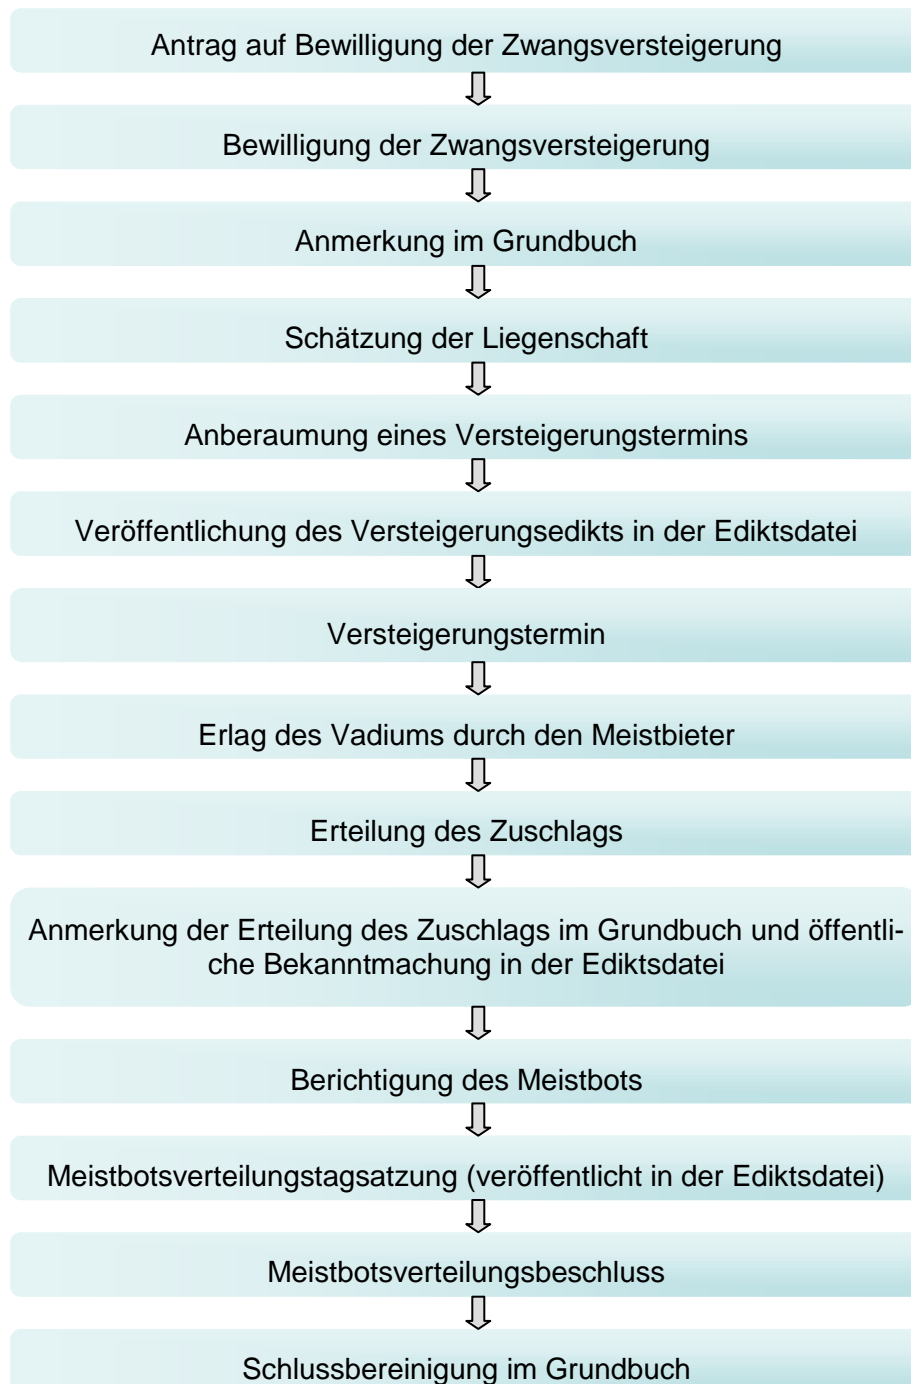 Antrag auf Bewilligung der Zwangsversteigerung
Bewilligung der Zwangsversteigerung
Anmerkung im Grundbuch
Schätzung der Liegenschaft
Anberaumung eines Versteigerungstermins
Veröffentlichung des Versteigerungsedikts in der Ediktsdatei
Versteigerungstermin
Erlag des Vadiums durch den Meistbieter
Erteilung des Zuschlags
Anmerkung der Erteilung des Zuschlags im Grundbuch und öffentli-
che Bekanntmachung in der Ediktsdatei
Berichtigung des Meistbots
Meistbotsverteilungstagsatzung (veröffentlicht in der Ediktsdatei)
Meistbotsverteilungsbeschluss
Schlussbereinigung im Grundbuch